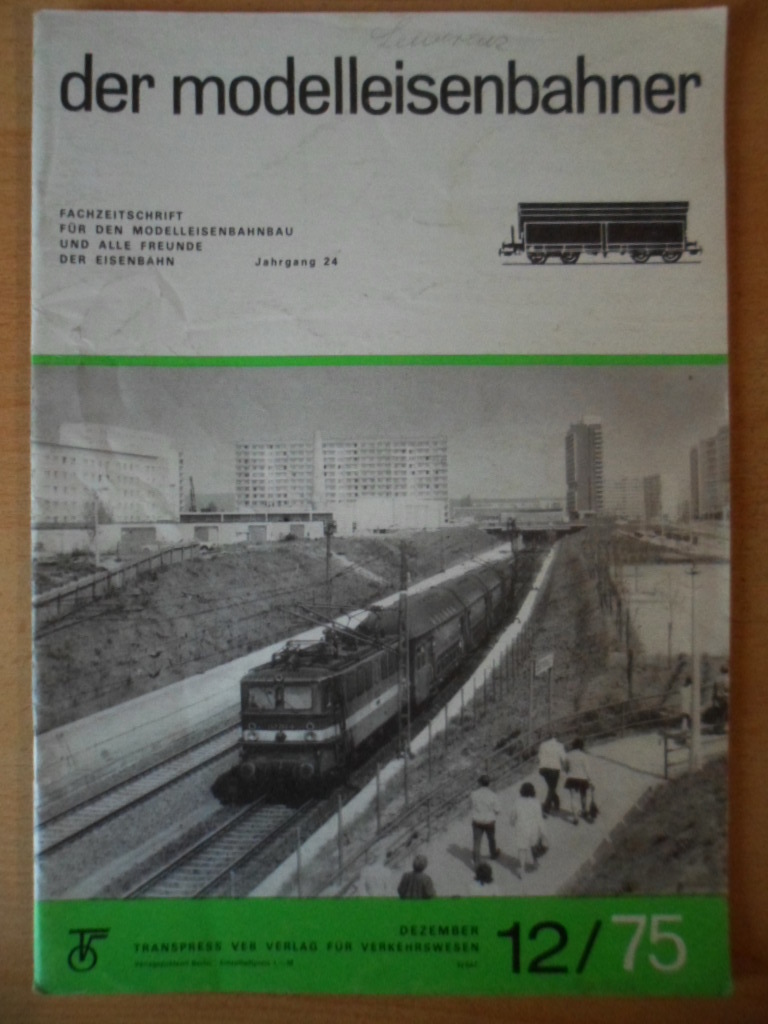 der modelleisenbahner
FACHZEITSCHRIFT
FÜR DEN MODELLEISENBAHNBAU
UND ALLE FREUNDE
DER EISENBAHN Jahrgang 24
DEZEMBER
TRANSPRESS VEB VERLAG FÜR VERKEHRSWESEN
12/75